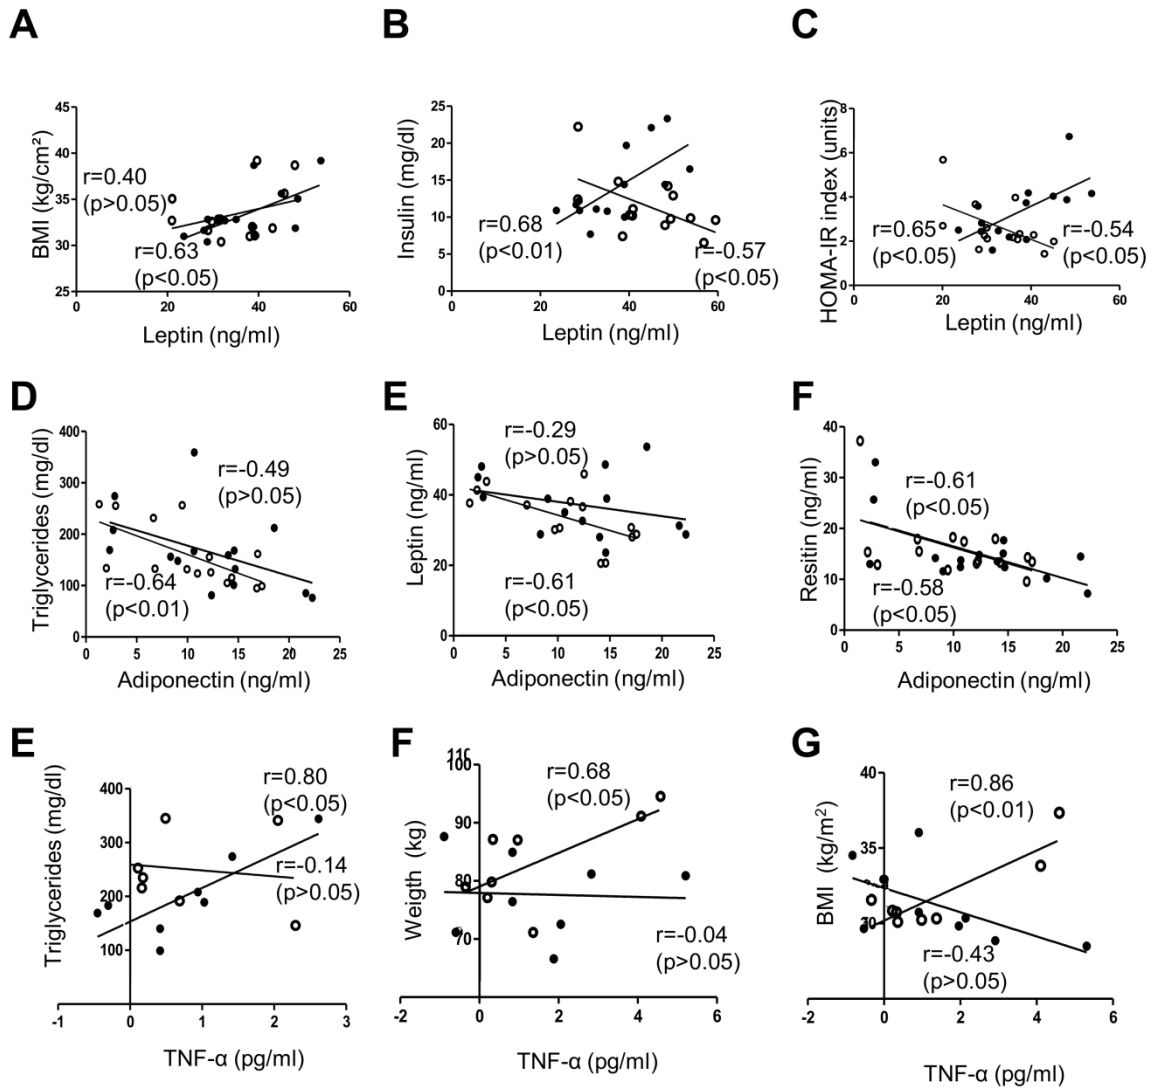 A
B
C
BMI (kg/cm²)
45
40
35
30
25
r=0.40
(p>0.05)
r=0.63
(p<0.05)
0
20
40
60
Leptin (ng/ml)
Insulin (mg/dl)
25
20
15
10
5
0
r=0.68
(p<0.01)
r=-0.57
(p<0.05)
0
20
40
60
Leptin (ng/ml)
HOMA-IR index (units)
8
6
4
2
0
r=0.65
(p<0.05)
r=-0.54
(p<0.05)
0
20
40
60
Leptin (ng/ml)
D
E
F
Triglycerides (mg/dl)
400
300
200
100
0
r=-0.49
(p>0.05)
r=-0.64
(p<0.01)
0
5
10
15
20
25
Adiponectin (ng/ml)
Leptin (ng/ml)
60
40
20
0
r=-0.29
(p>0.05)
r=-0.61
(p<0.05)
0
5
10
15
20
25
Adiponectin (ng/ml)
Resitin (ng/ml)
40
30
20
10
0
r=-0.61
(p<0.05)
r=-0.58
(p<0.05)
0
5
10
15
20
25
Adiponectin (ng/ml)
E
F
G
Triglycerides (mg/dl)
400
300
200
100
r=0.80
(p<0.05)
r=-0.14
(p>0.05)
-1
0
1
2
3
TNF-α (pg/ml)
Weigth (kg)
100
90
80
70
r=0.68
(p<0.05)
r=-0.04
(p>0.05)
-2
0
2
4
6
TNF-α (pg/ml)
BMI (kg/m²)
40
35
30
r=0.86
(p<0.01)
r=-0.43
(p>0.05)
-2
0
2
4
6
TNF-α (pg/ml)